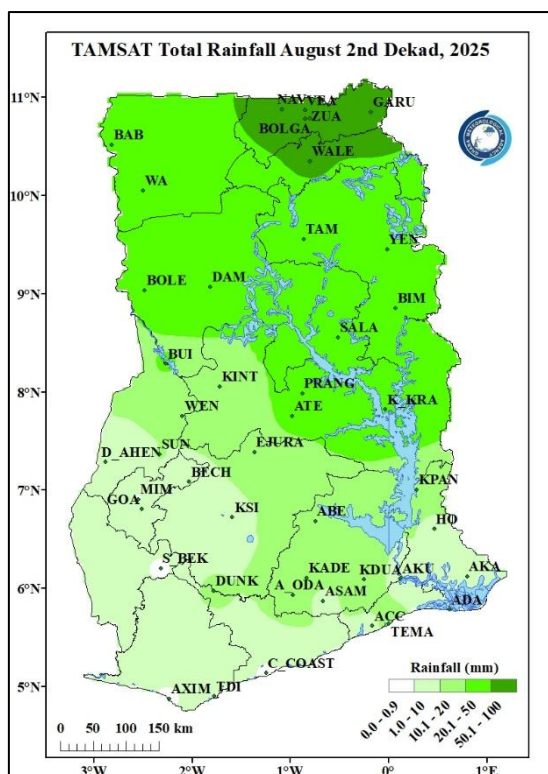 TAMSAT Total Rainfall August 2nd Dekad, 2025
11°N
NAVVEA
GARU
ZUA
BOLGA
BAB
WALE
10°N
WA
TAM
YEN
9°N
BOLE
DAM
BIM
SALA
BUI
KINT
8°N
PRANG
WEN
ATE
K_KRA
D_AHEN
SUN
EJURA
BECH
KPAN
7°N
MIM
GOA
KSI
ABE
HO
S_BEK
KADE
KDUA
AKU
AKA
6°N
DUNK
A_ODA
ASAM
ADA
ACC
TEMA
C_COAST
Rainfall (mm)
5°N
AXIM
TDI
0.0 - 0.9
1.0 - 10
10.1 - 20
20.1 - 50
50.1 - 100
0 50 100 150 km
3°W 2°W 1°W 0° 1°E